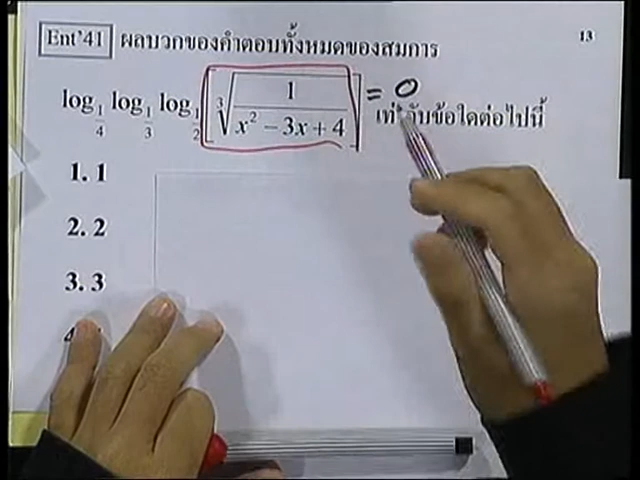 Ent'41 ผลบวกของคำตอบทั้งหมดของสมการ 13
log_{1/4} log_{1/3} log_{1/2} [∛(1/(x² − 3x + 4))] = 0 เท่ากับข้อใดต่อไปนี้
1. 1
2. 2
3. 3